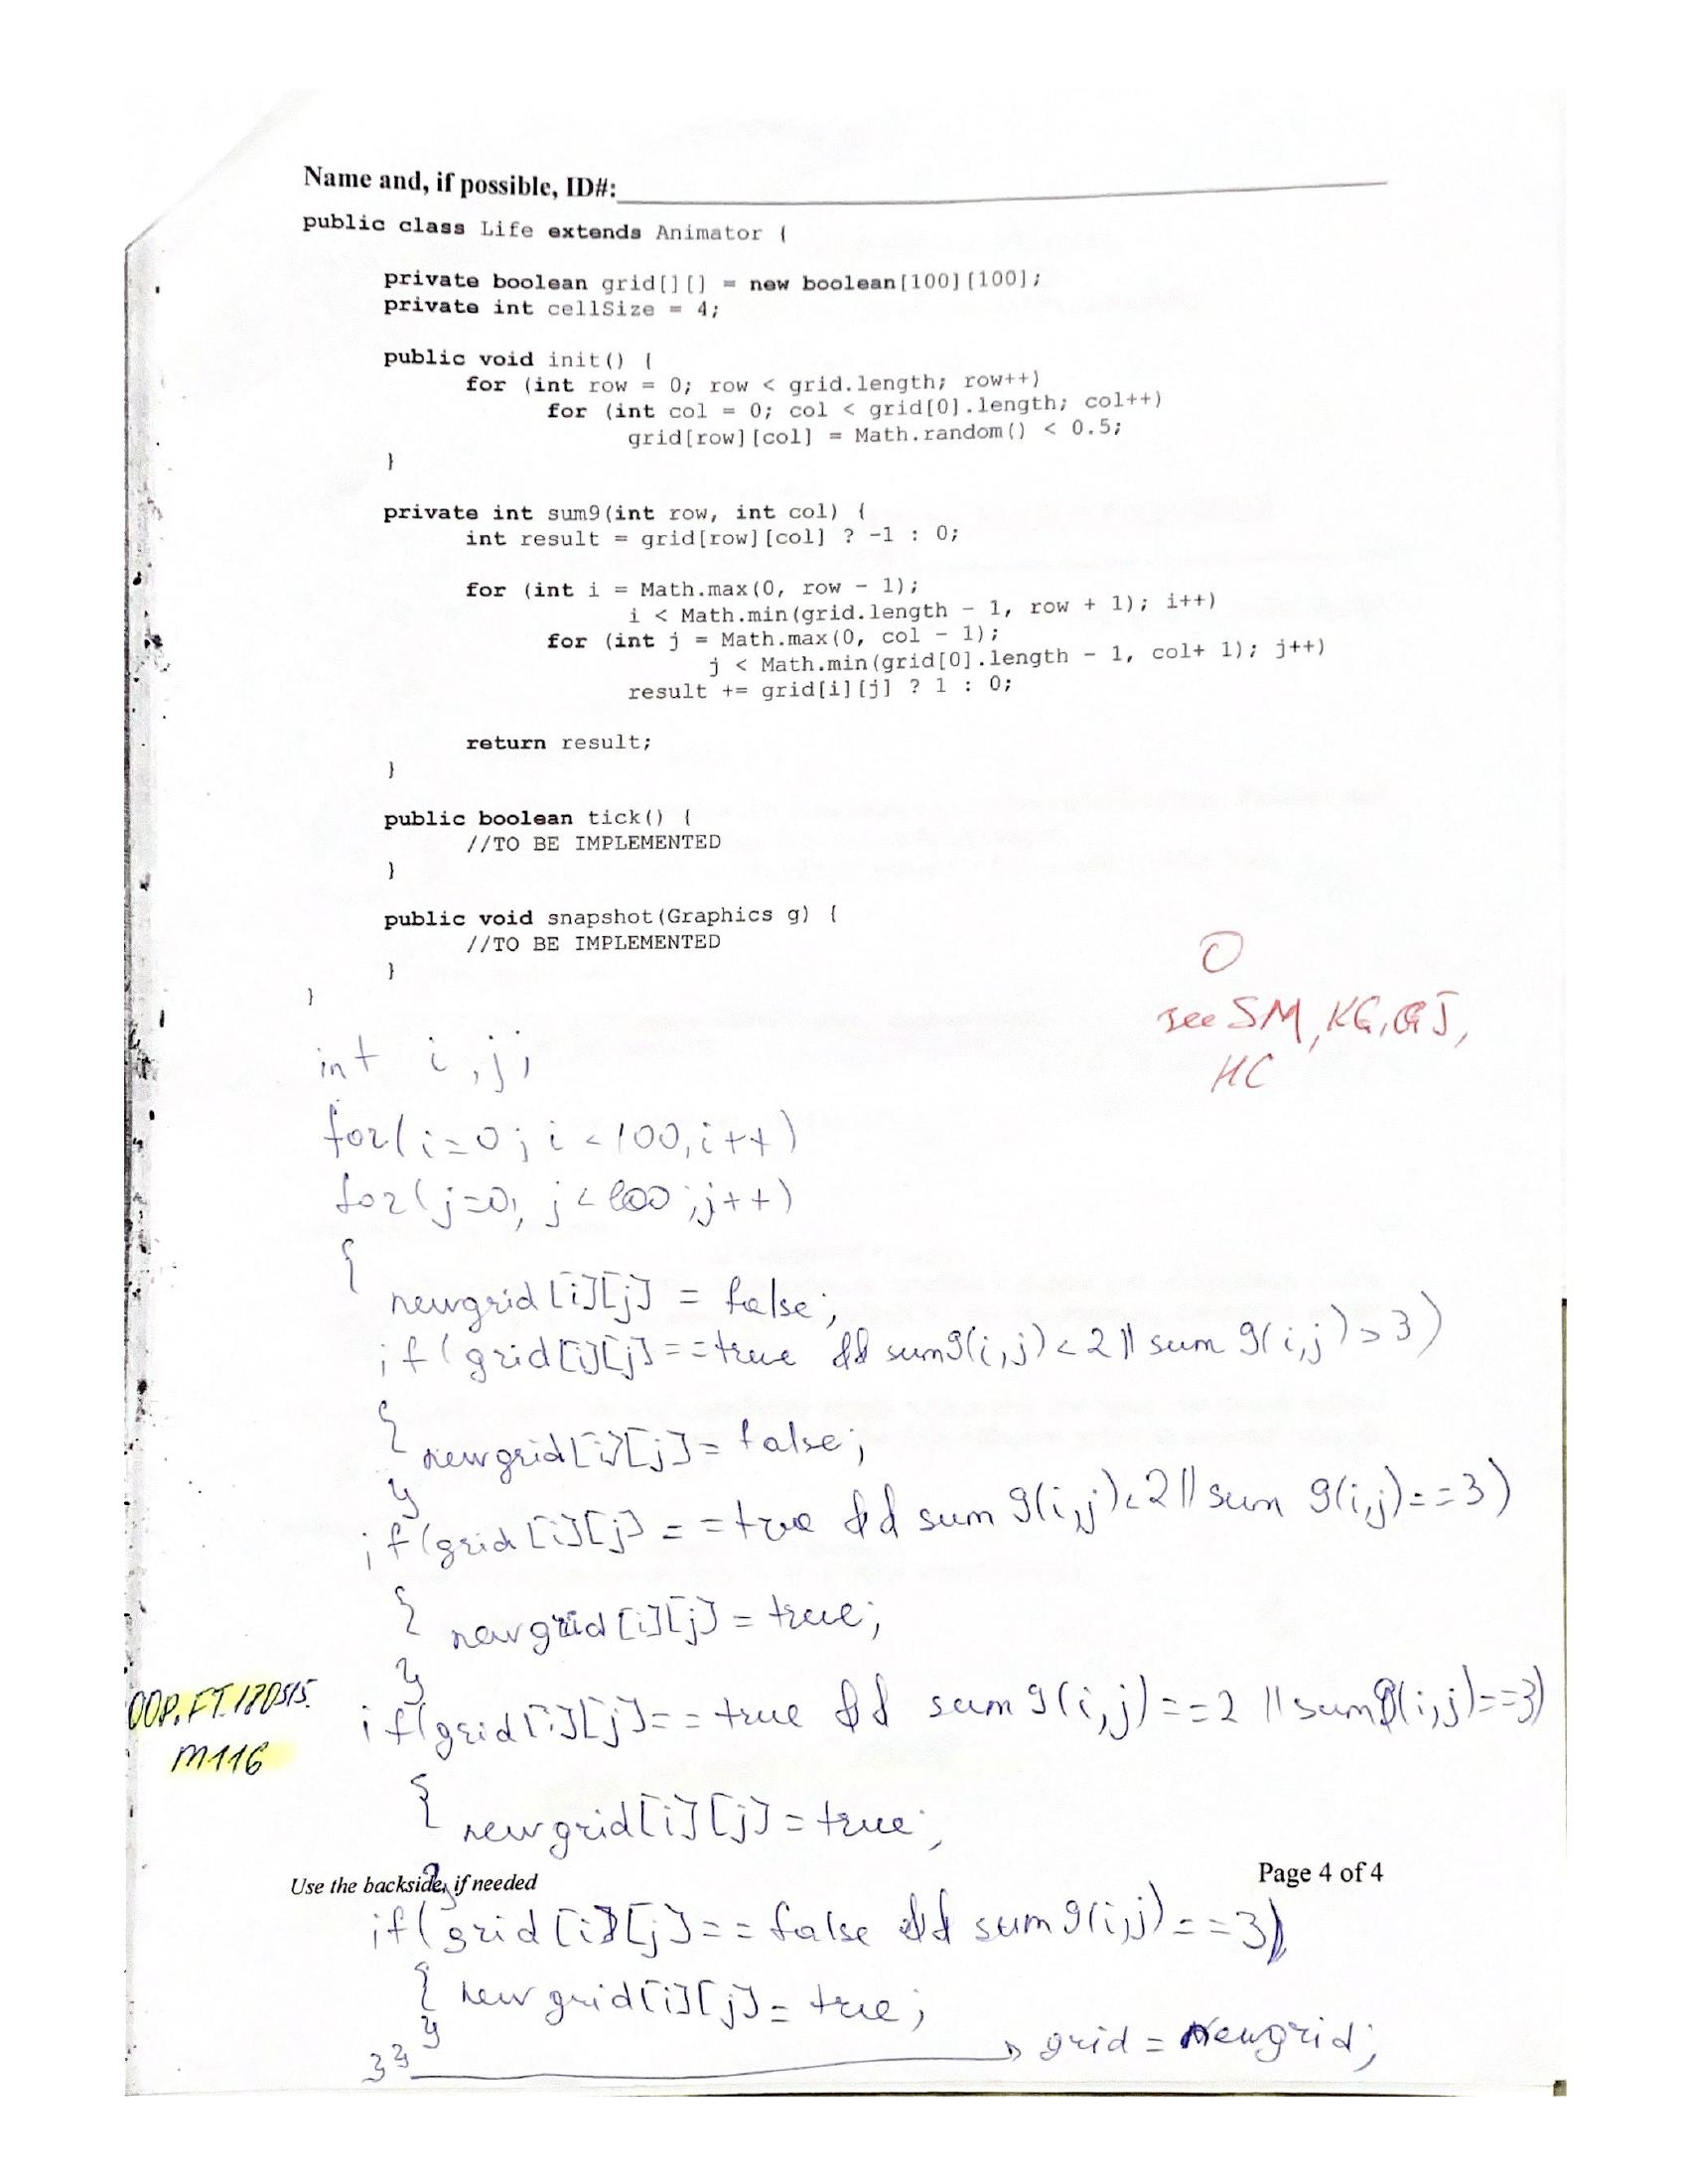 Name and, if possible, ID#:
public class Life extends Animator {
private boolean grid[][] = new boolean[100][100];
private int cellSize = 4;
public void init() {
for (int row = 0; row < grid.length; row++)
for (int col = 0; col < grid[0].length; col++)
grid[row][col] = Math.random() < 0.5;
}
private int sum9(int row, int col) {
int result = grid[row][col] ? -1 : 0;
for (int i = Math.max(0, row - 1);
i < Math.min(grid.length - 1, row + 1); i++)
for (int j = Math.max(0, col - 1);
j < Math.min(grid[0].length - 1, col+ 1); j++)
result += grid[i][j] ? 1 : 0;
return result;
}
public boolean tick() {
//TO BE IMPLEMENTED
}
public void snapshot(Graphics g) {
//TO BE IMPLEMENTED
}
}
0
see SM, KG, GJ,
HC
int i, j;
for(i=0; i<100, i++)
for(j=0, j<100; j++)
{
newgrid[i][j] = false;
if(grid[i][j]==true && sum9(i,j)<2 || sum9(i,j)>3)
{ newgrid[i][j]=false;
}
if(grid[i][j]==true && sum9(i,j)<2 || sum9(i,j)==3)
{ newgrid[i][j]=true;
}
if(grid[i][j]==true && sum9(i,j)==2 || sum9(i,j)==3)
OOP.FT.170515.
M116
{ newgrid[i][j]=true;
}
Use the backside, if needed
Page 4 of 4
if(grid[i][j]==false && sum9(i,j)==3)
{ newgrid[i][j]=true;
}
}} grid = newgrid;